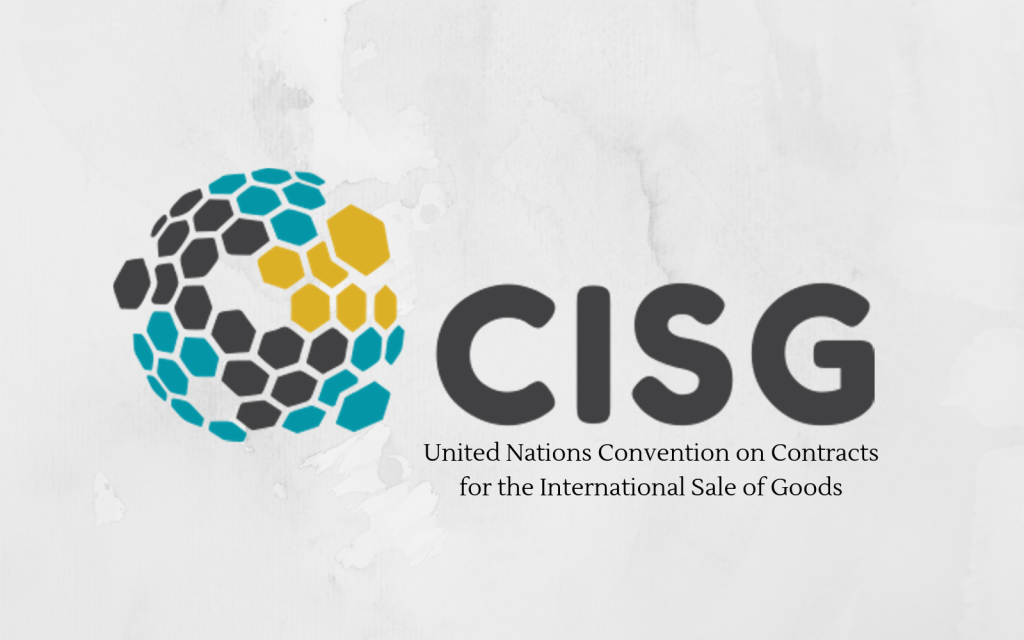 CISG
United Nations Convention on Contracts
for the International Sale of Goods